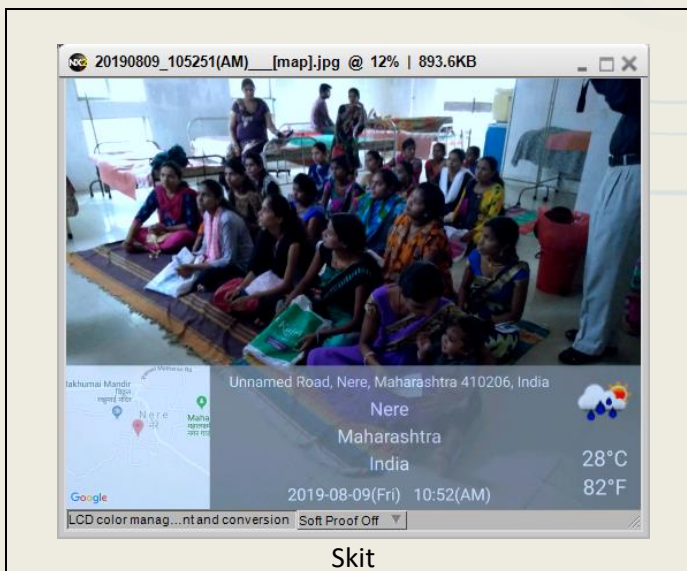 20190809_105251(AM)___[map].jpg @ 12% | 893.6KB
Unnamed Road, Nere, Maharashtra 410206, India
Nere
Maharashtra
India
28°C
82°F
2019-08-09(Fri) 10:52(AM)
Nere
नेरे
Google
LCD color manag...nt and conversion Soft Proof Off
Skit